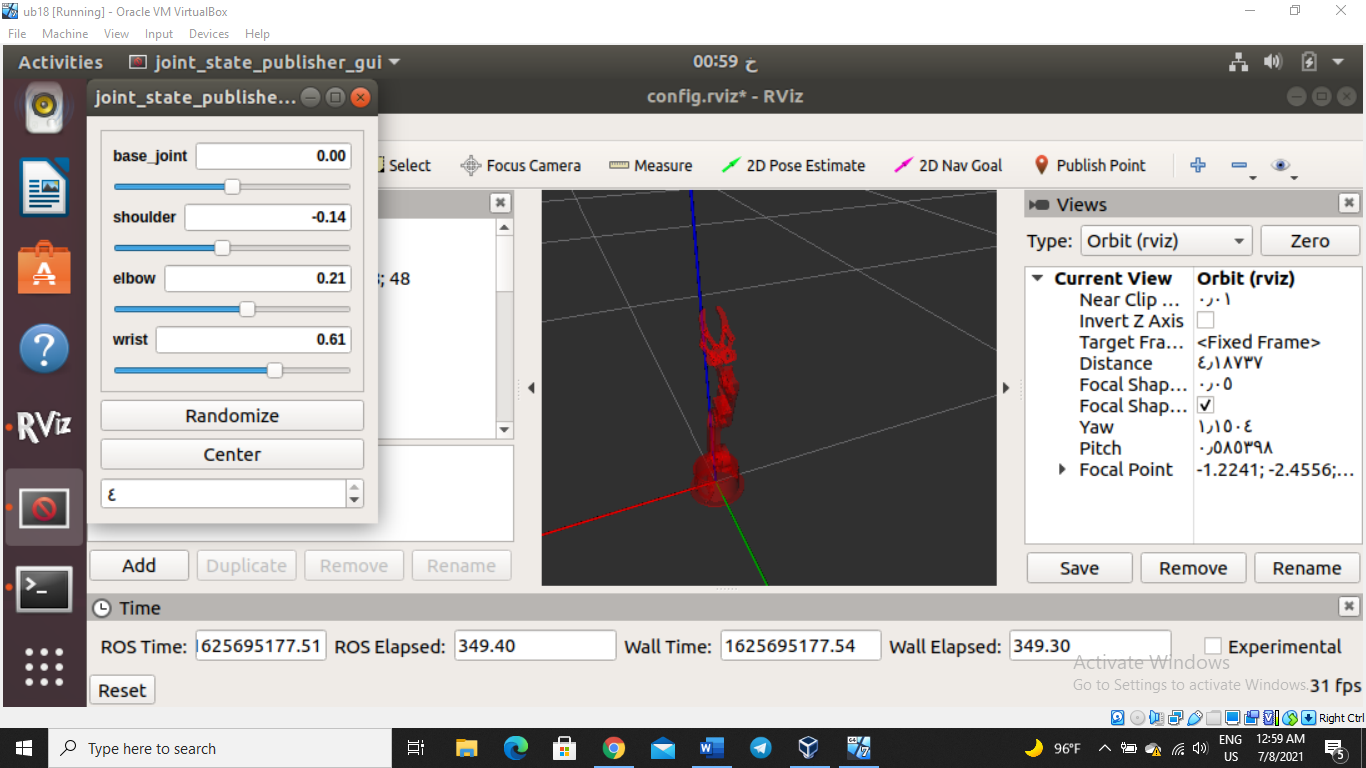 ub18 [Running] - Oracle VM VirtualBox
File Machine View Input Devices Help
Activities joint_state_publisher_gui 00:59 خ
joint_state_publishe...
config.rviz* - RViz
Select Focus Camera Measure 2D Pose Estimate 2D Nav Goal Publish Point
base_joint 0.00
shoulder -0.14
elbow 0.21
wrist 0.61
Randomize
Center
٤
; 48
Add Duplicate Remove Rename
Views
Type: Orbit (rviz) Zero
Current View Orbit (rviz)
Near Clip ... ٠٫٠١
Invert Z Axis
Target Fra... <Fixed Frame>
Distance ٤٫١٨٧٣٧
Focal Shap... ٠٫٠٥
Focal Shap...
Yaw ١٫١٥٠٤
Pitch ٠٫٥٨٥٣٩٨
Focal Point -1.2241; -2.4556;...
Save Remove Rename
RViz
Time
ROS Time: 1625695177.51 ROS Elapsed: 349.40 Wall Time: 1625695177.54 Wall Elapsed: 349.30 Experimental
Activate Windows
Go to Settings to activate Windows.
Reset 31 fps
Right Ctrl
Type here to search
96°F
ENG
US
12:59 AM
7/8/2021
5